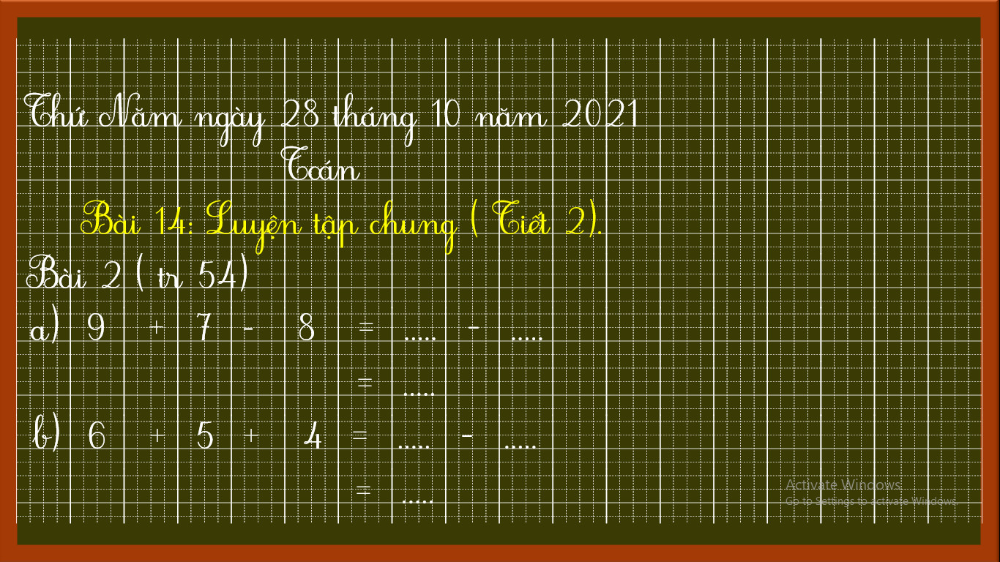 Thứ Năm ngày 28 tháng 10 năm 2021
Toán
Bài 14: Luyện tập chung ( Tiết 2).
Bài 2 ( tr 54)
a) 9 + 7 - 8 = ..... - .....
= .....
b) 6 + 5 + 4 = ..... - .....
= .....
Activate Windows
Go to Settings to activate Windows.